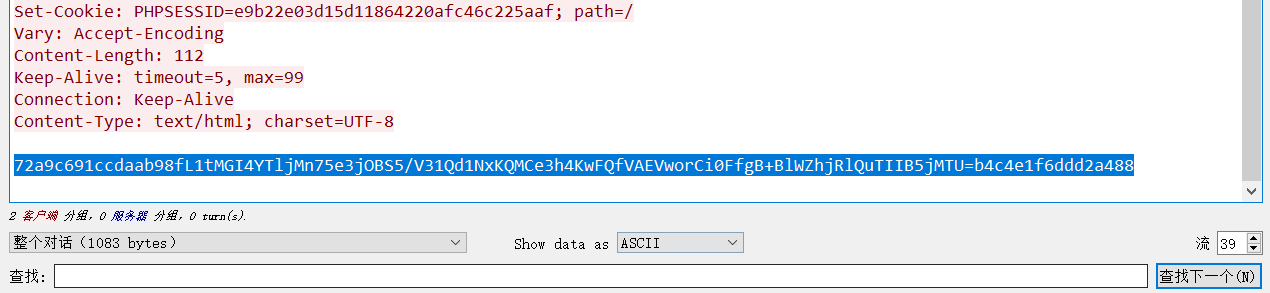 Set-Cookie: PHPSESSID=e9b22e03d15d11864220afc46c225aaf; path=/
Vary: Accept-Encoding
Content-Length: 112
Keep-Alive: timeout=5, max=99
Connection: Keep-Alive
Content-Type: text/html; charset=UTF-8
72a9c691ccdaab98fL1tMGI4YTljMn75e3jOBS5/V31Qd1NxKQMCe3h4KwFQfVAEVworCi0FfgB+BlWZhjRlQuTIIB5jMTU=b4c4e1f6ddd2a488
2 客户端 分组，0 服务器 分组，0 turn(s).
整个对话（1083 bytes） Show data as ASCII 流 39
查找： 查找下一个(N)